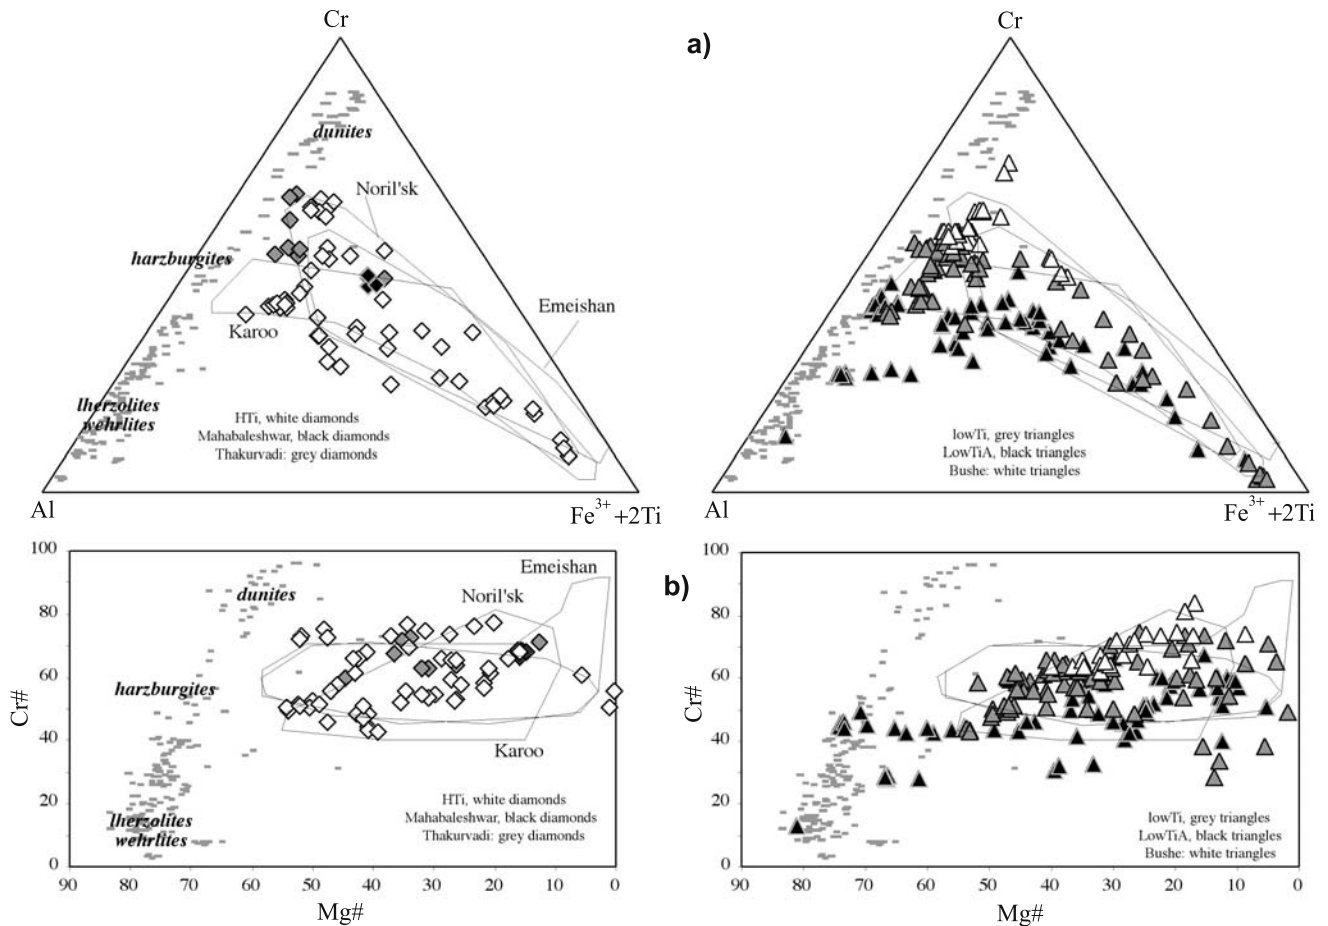 Cr
a)
Cr
dunites
Noril'sk
harzburgites
Emeishan
Karoo
lherzolites
wehrlites
HTi, white diamonds
Mahabaleshwar, black diamonds
Thakurvadi: grey diamonds
lowTi, grey triangles
LowTiA, black triangles
Bushe: white triangles
Al
Fe3+ +2Ti
Al
Fe3+ +2Ti
b)
100
80
60
40
20
0
Cr#
Emeishan
dunites
Noril'sk
harzburgites
Karoo
HTi, white diamonds
Mahabaleshwar, black diamonds
Thakurvadi: grey diamonds
lherzolites
wehrlites
90 80 70 60 50 40 30 20 10 0
Mg#
100
80
60
40
20
0
Cr#
dunites
harzburgites
lherzolites
wehrlites
lowTi, grey triangles
LowTiA, black triangles
Bushe: white triangles
90 80 70 60 50 40 30 20 10 0
Mg#